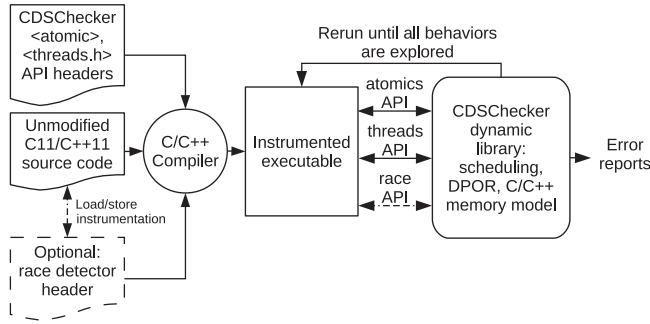 CDSChecker
<atomic>,
<threads.h>
API headers
Unmodified
C11/C++11
source code
Load/store
instrumentation
Optional:
race detector
header
C/C++
Compiler
Instrumented
executable
Rerun until all behaviors
are explored
atomics
API
threads
API
race
API
CDSChecker
dynamic
library:
scheduling,
DPOR, C/C++
memory model
Error
reports